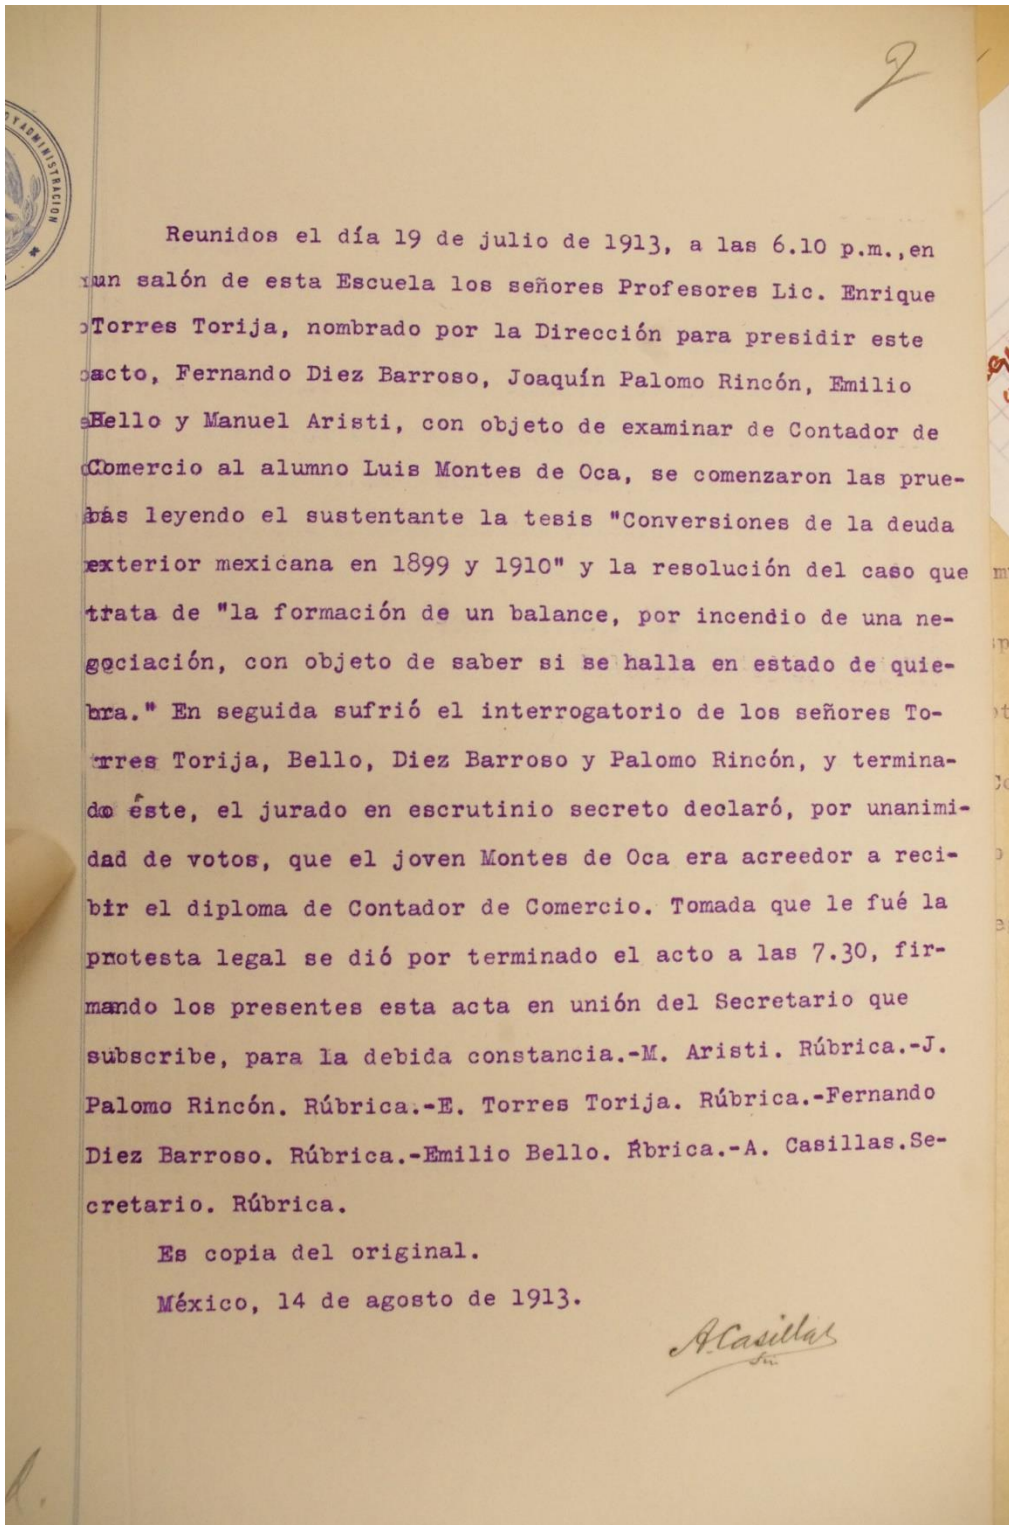 2
Y ADMINISTRACION
Reunidos el día 19 de julio de 1913, a las 6.10 p.m.,en
un salón de esta Escuela los señores Profesores Lic. Enrique
Torres Torija, nombrado por la Dirección para presidir este
acto, Fernando Diez Barroso, Joaquín Palomo Rincón, Emilio
Bello y Manuel Aristi, con objeto de examinar de Contador de
Comercio al alumno Luis Montes de Oca, se comenzaron las prue-
bas leyendo el sustentante la tesis "Conversiones de la deuda
exterior mexicana en 1899 y 1910" y la resolución del caso que
trata de "la formación de un balance, por incendio de una ne-
gociación, con objeto de saber si se halla en estado de quie-
bra." En seguida sufrió el interrogatorio de los señores To-
rres Torija, Bello, Diez Barroso y Palomo Rincón, y termina-
do éste, el jurado en escrutinio secreto declaró, por unanimi-
dad de votos, que el joven Montes de Oca era acreedor a reci-
bir el diploma de Contador de Comercio. Tomada que le fué la
protesta legal se dió por terminado el acto a las 7.30, fir-
mando los presentes esta acta en unión del Secretario que
subscribe, para la debida constancia.-M. Aristi. Rúbrica.-J.
Palomo Rincón. Rúbrica.-E. Torres Torija. Rúbrica.-Fernando
Diez Barroso. Rúbrica.-Emilio Bello. Rbrica.-A. Casillas.Se-
cretario. Rúbrica.
Es copia del original.
México, 14 de agosto de 1913.
A. Casillas